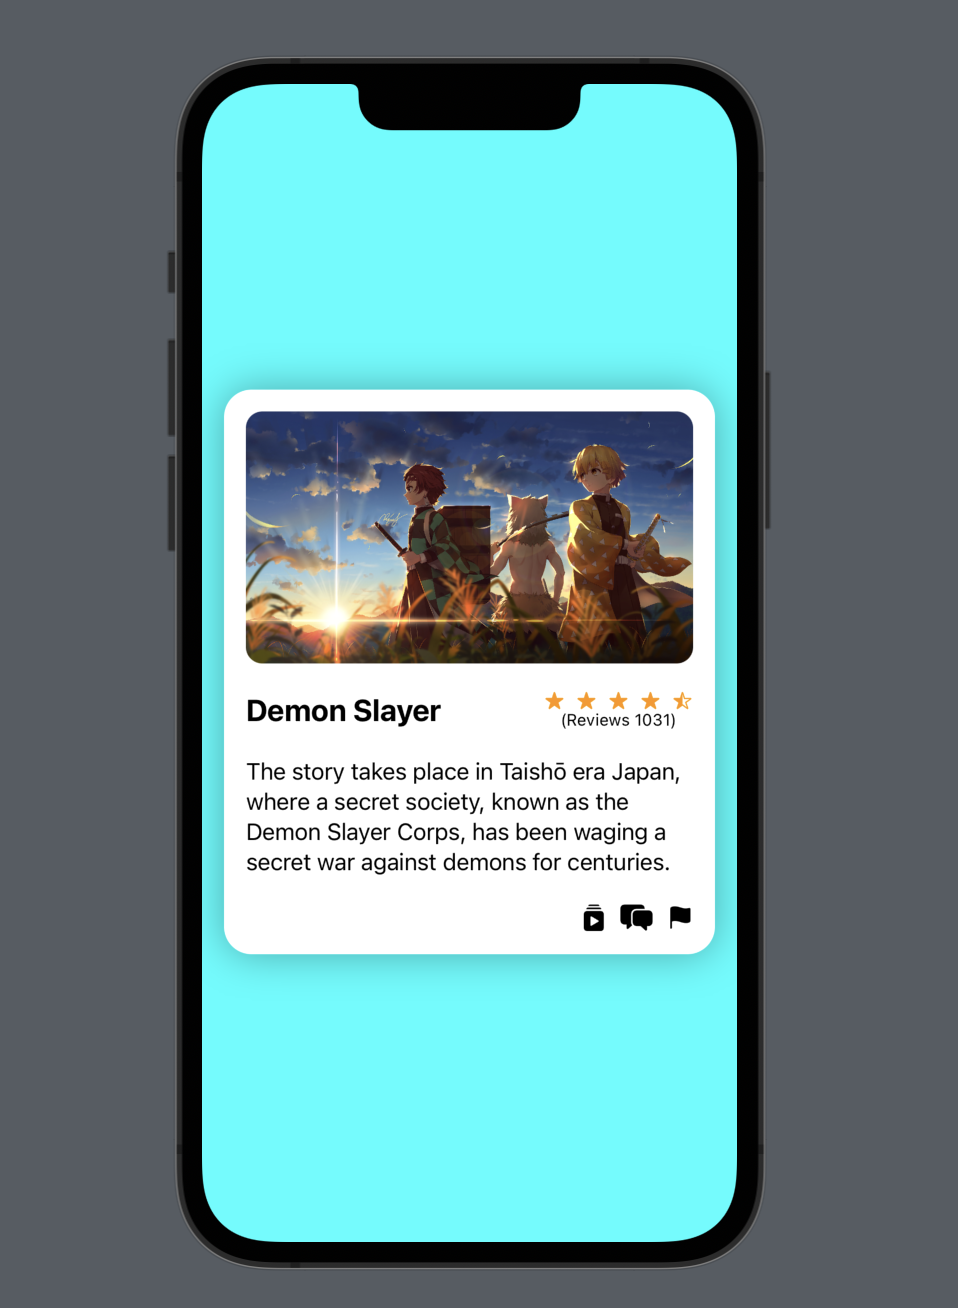 Demon Slayer
(Reviews 1031)
The story takes place in Taishō era Japan,
where a secret society, known as the
Demon Slayer Corps, has been waging a
secret war against demons for centuries.